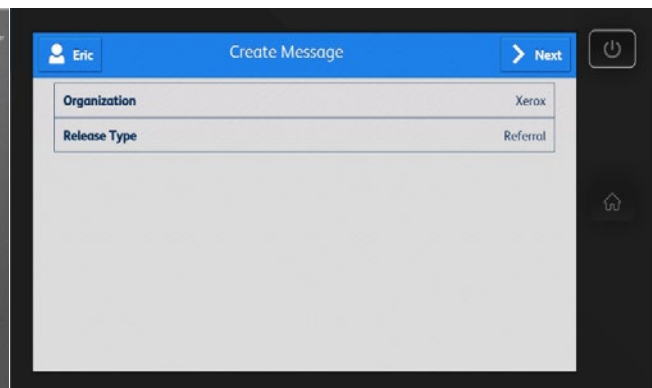 Eric Create Message Next
Organization Xerox
Release Type Referral